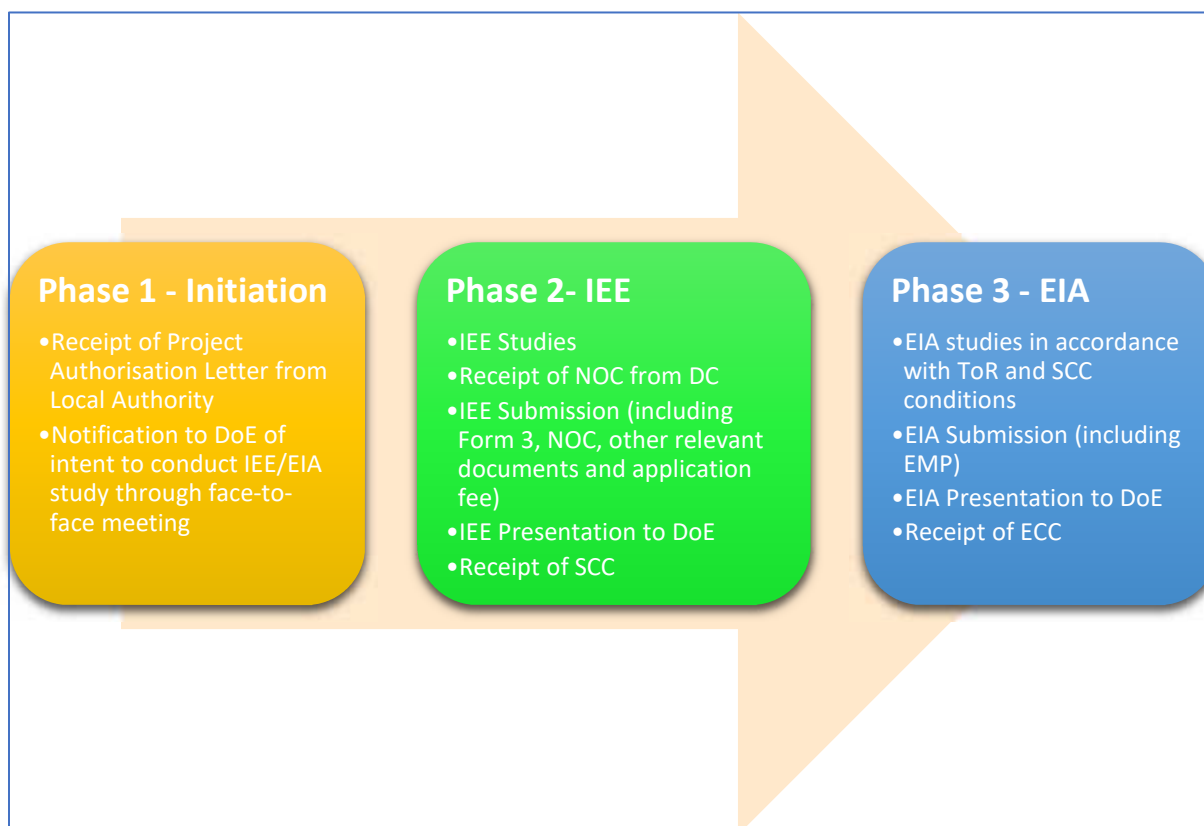 Phase 1 - Initiation
•Receipt of Project
Authorisation Letter from
Local Authority
•Notification to DoE of
intent to conduct IEE/EIA
study through face-to-
face meeting
Phase 2- IEE
•IEE Studies
•Receipt of NOC from DC
•IEE Submission (including
Form 3, NOC, other relevant
documents and application
fee)
•IEE Presentation to DoE
•Receipt of SCC
Phase 3 - EIA
•EIA studies in accordance
with ToR and SCC
conditions
•EIA Submission (including
EMP)
•EIA Presentation to DoE
•Receipt of ECC